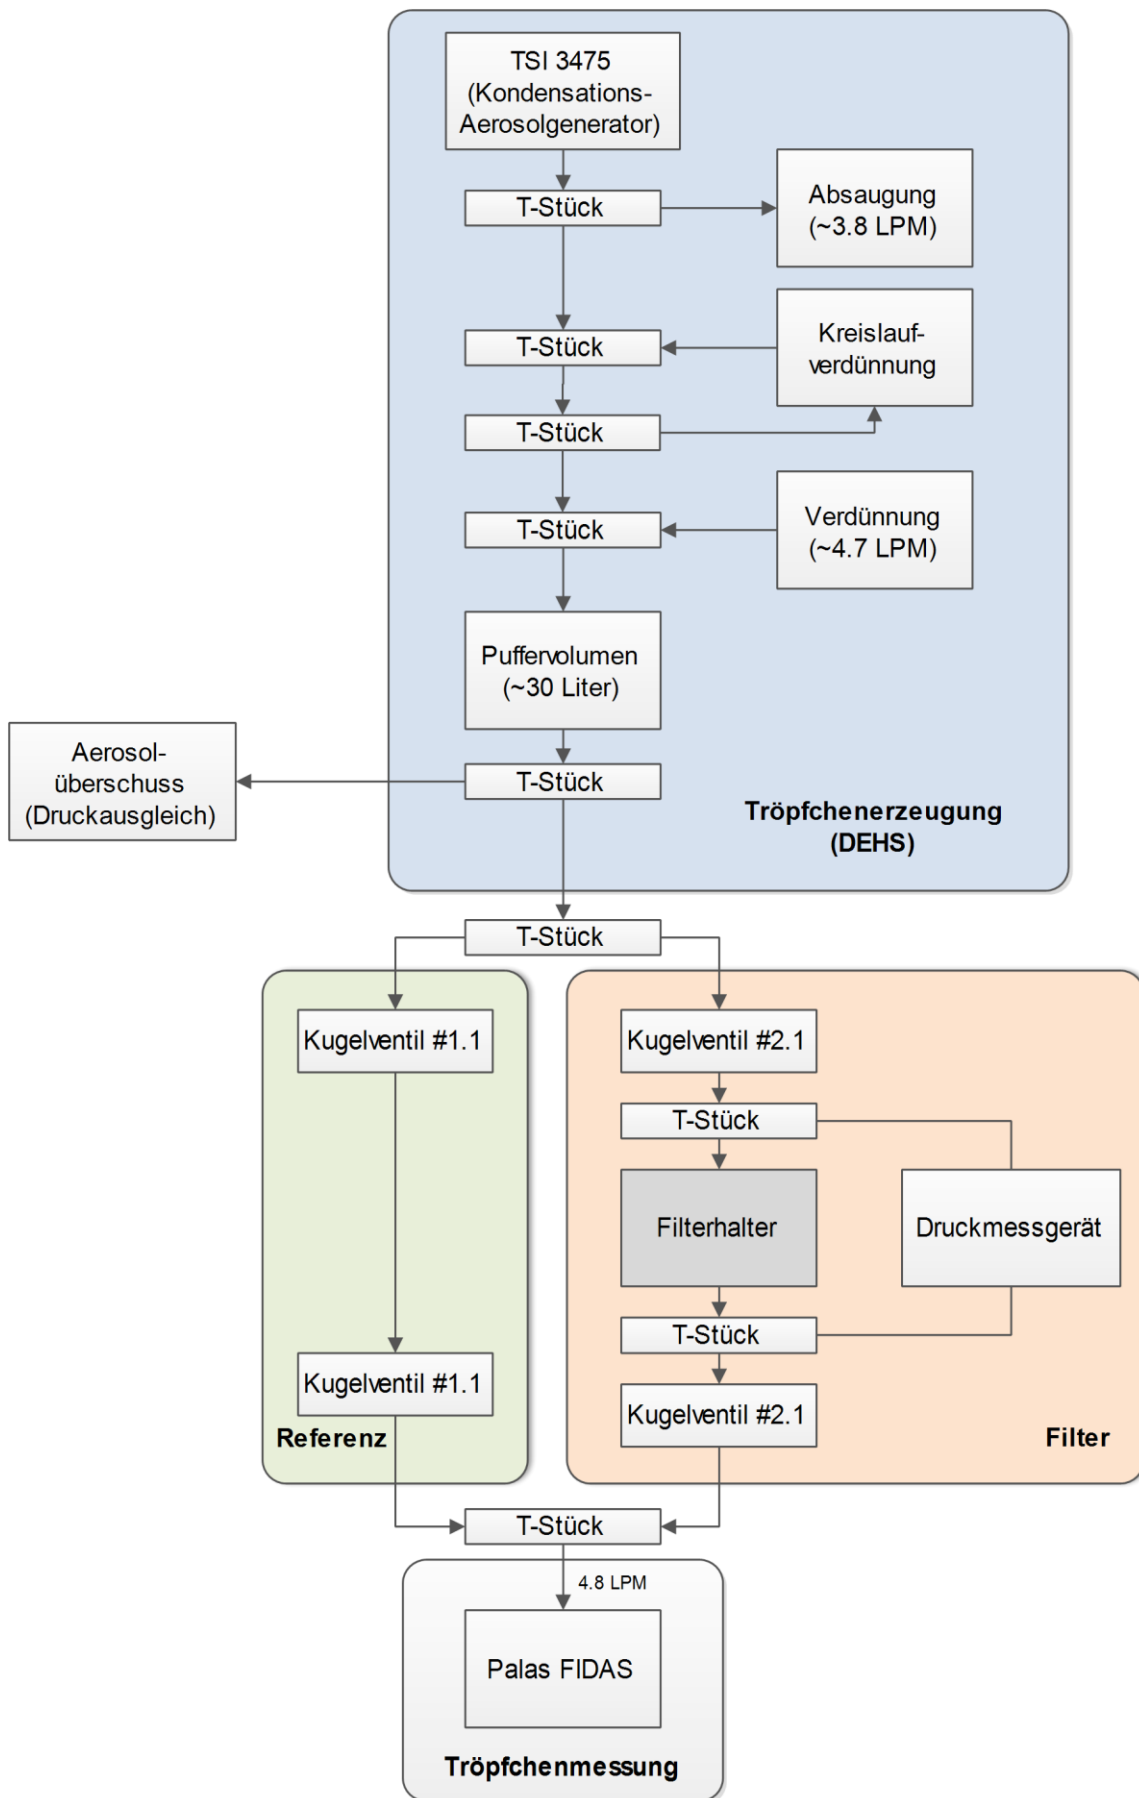 TSI 3475
(Kondensations-
Aerosolgenerator)
T-Stück
Absaugung
(~3.8 LPM)
T-Stück
Kreislauf-
verdünnung
T-Stück
T-Stück
Verdünnung
(~4.7 LPM)
Puffervolumen
(~30 Liter)
Aerosol-
überschuss
(Druckausgleich)
T-Stück
Tröpfchenerzeugung
(DEHS)
T-Stück
Kugelventil #1.1
Kugelventil #1.1
Referenz
Kugelventil #2.1
T-Stück
Filterhalter
Druckmessgerät
T-Stück
Kugelventil #2.1
Filter
T-Stück
4.8 LPM
Palas FIDAS
Tröpfchenmessung